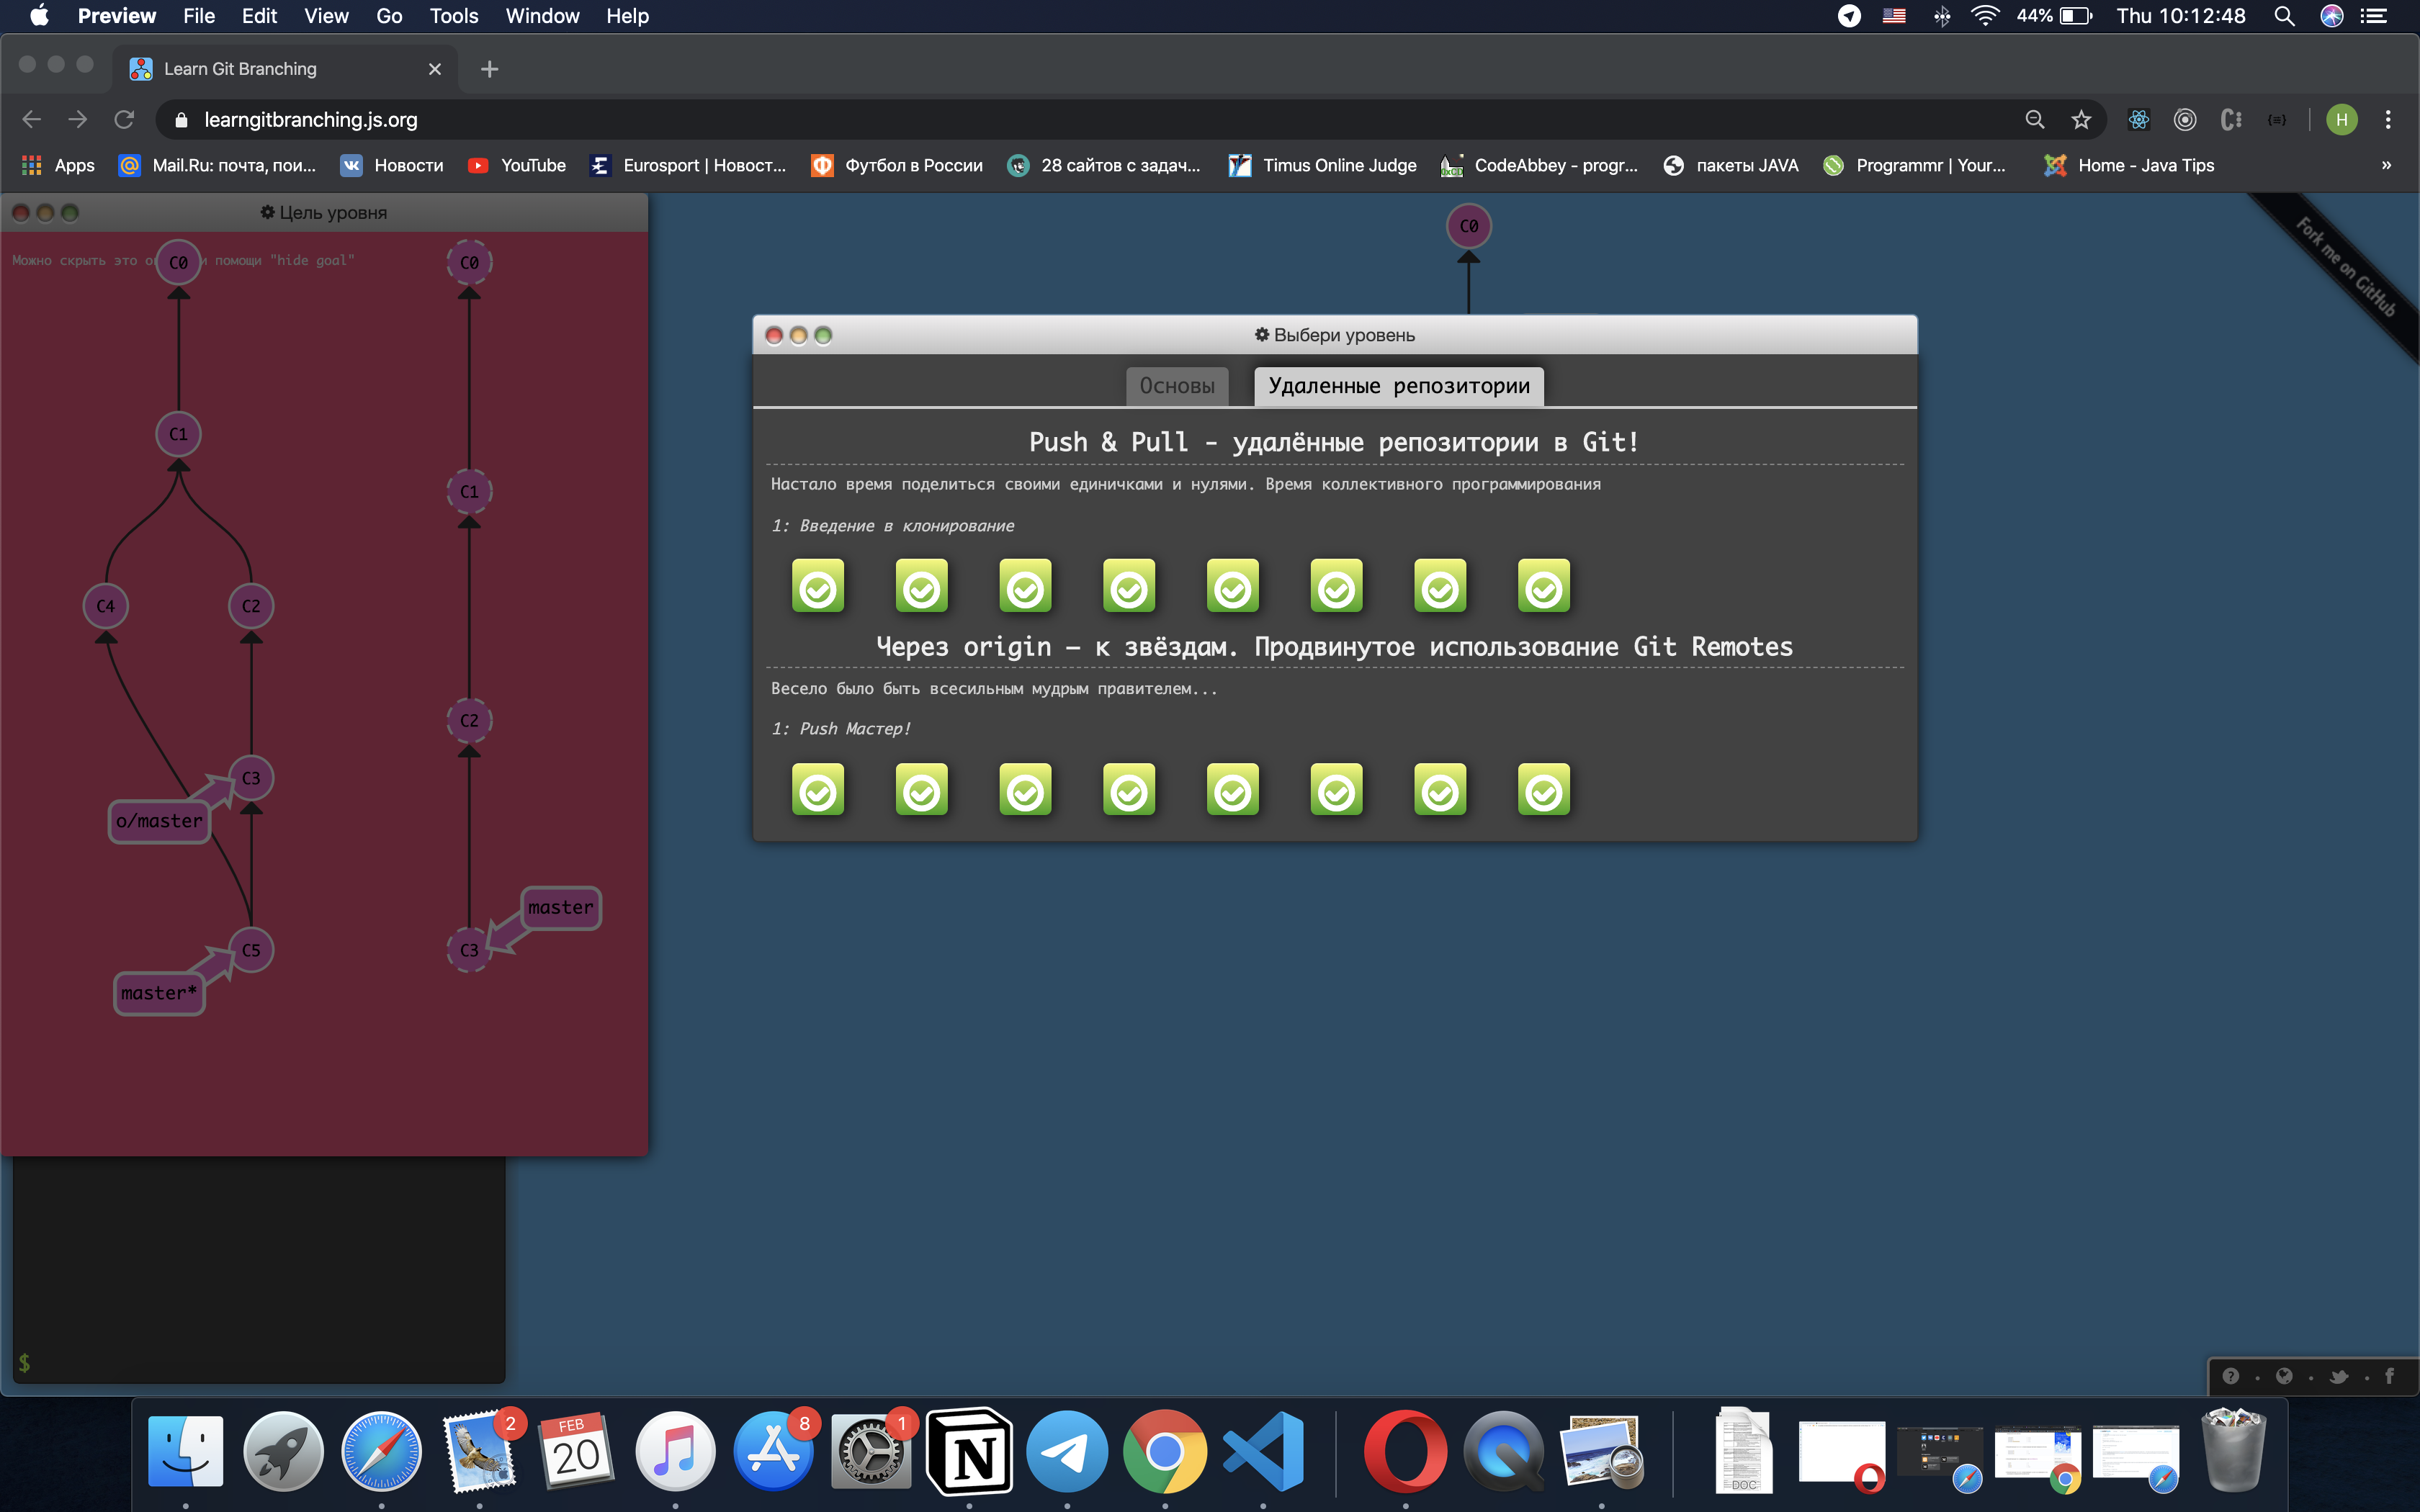 Preview File Edit View Go Tools Window Help
44% Thu 10:12:48
Learn Git Branching
learngitbranching.js.org
H
Apps Mail.Ru: почта, пои... Новости YouTube Eurosport | Новост... Футбол в России 28 сайтов с задач... Timus Online Judge CodeAbbey - progr... пакеты JAVA Programmr | Your... Home - Java Tips »
Цель уровня
Можно скрыть это о
и помощи "hide goal"
C0
C0
C1
C1
C4
C2
C2
C3
o/master
master
C5
C3
master*
$
C0
Fork me on GitHub
Выбери уровень
Основы Удаленные репозитории
Push & Pull - удалённые репозитории в Git!
Настало время поделиться своими единичками и нулями. Время коллективного программирования
1: Введение в клонирование
Через origin – к звёздам. Продвинутое использование Git Remotes
Весело было быть всесильным мудрым правителем...
1: Push Мастер!
2
FEB
20
8
1
DOC